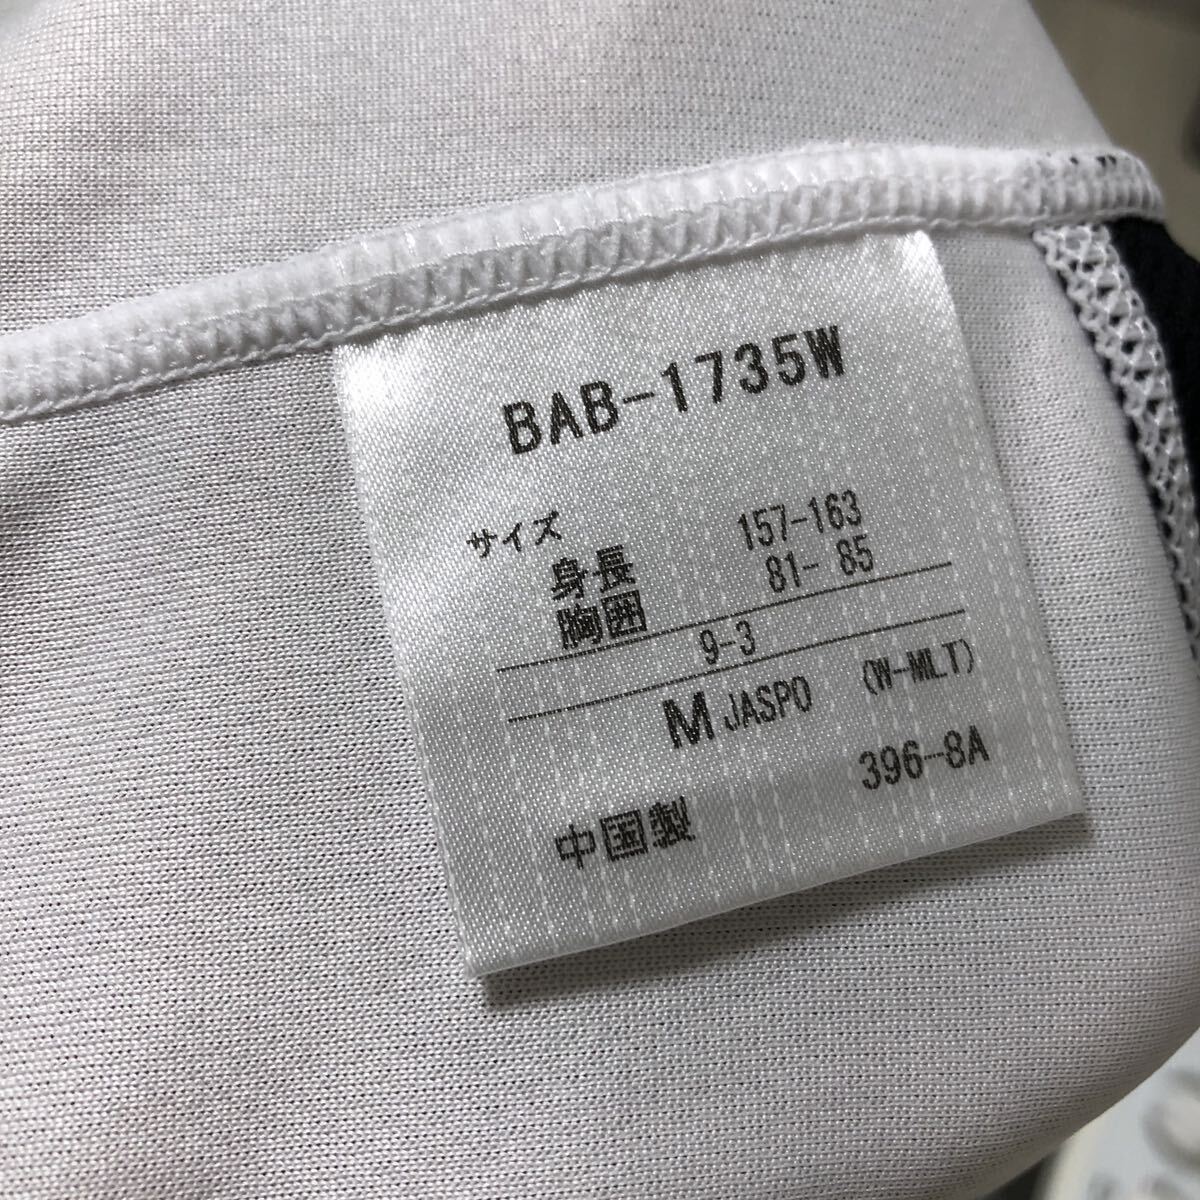 BAB-1735W
サイズ
身長 157-163
胸囲 81- 85
9-3
M JASPO (W-MLT)
396-8A
中国製